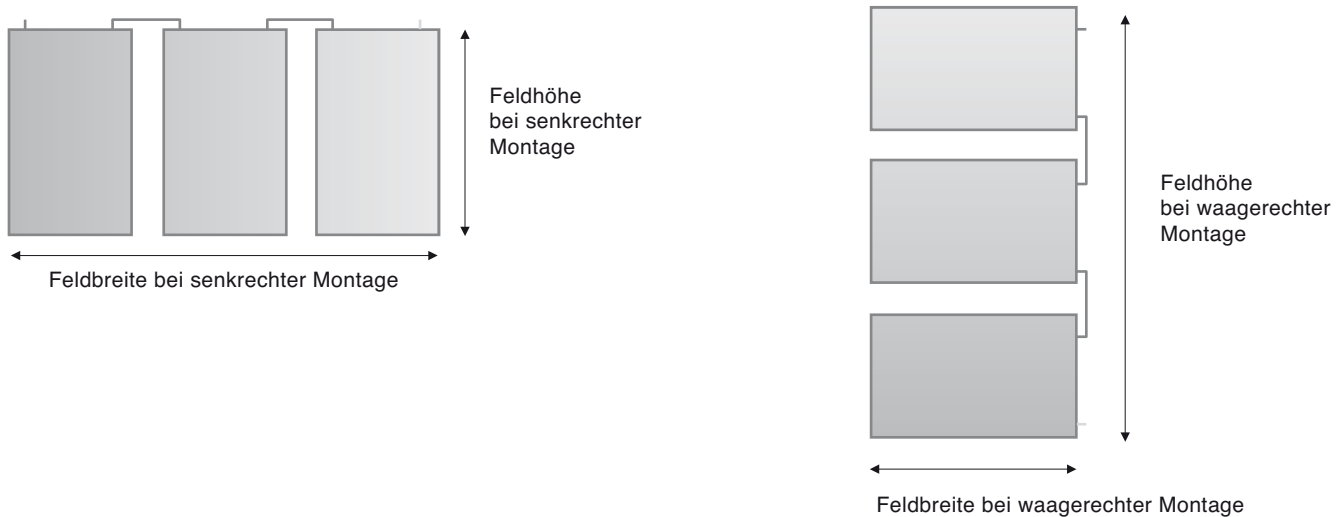 Feldhöhe
bei senkrechter
Montage
Feldbreite bei senkrechter Montage
Feldhöhe
bei waagerechter
Montage
Feldbreite bei waagerechter Montage